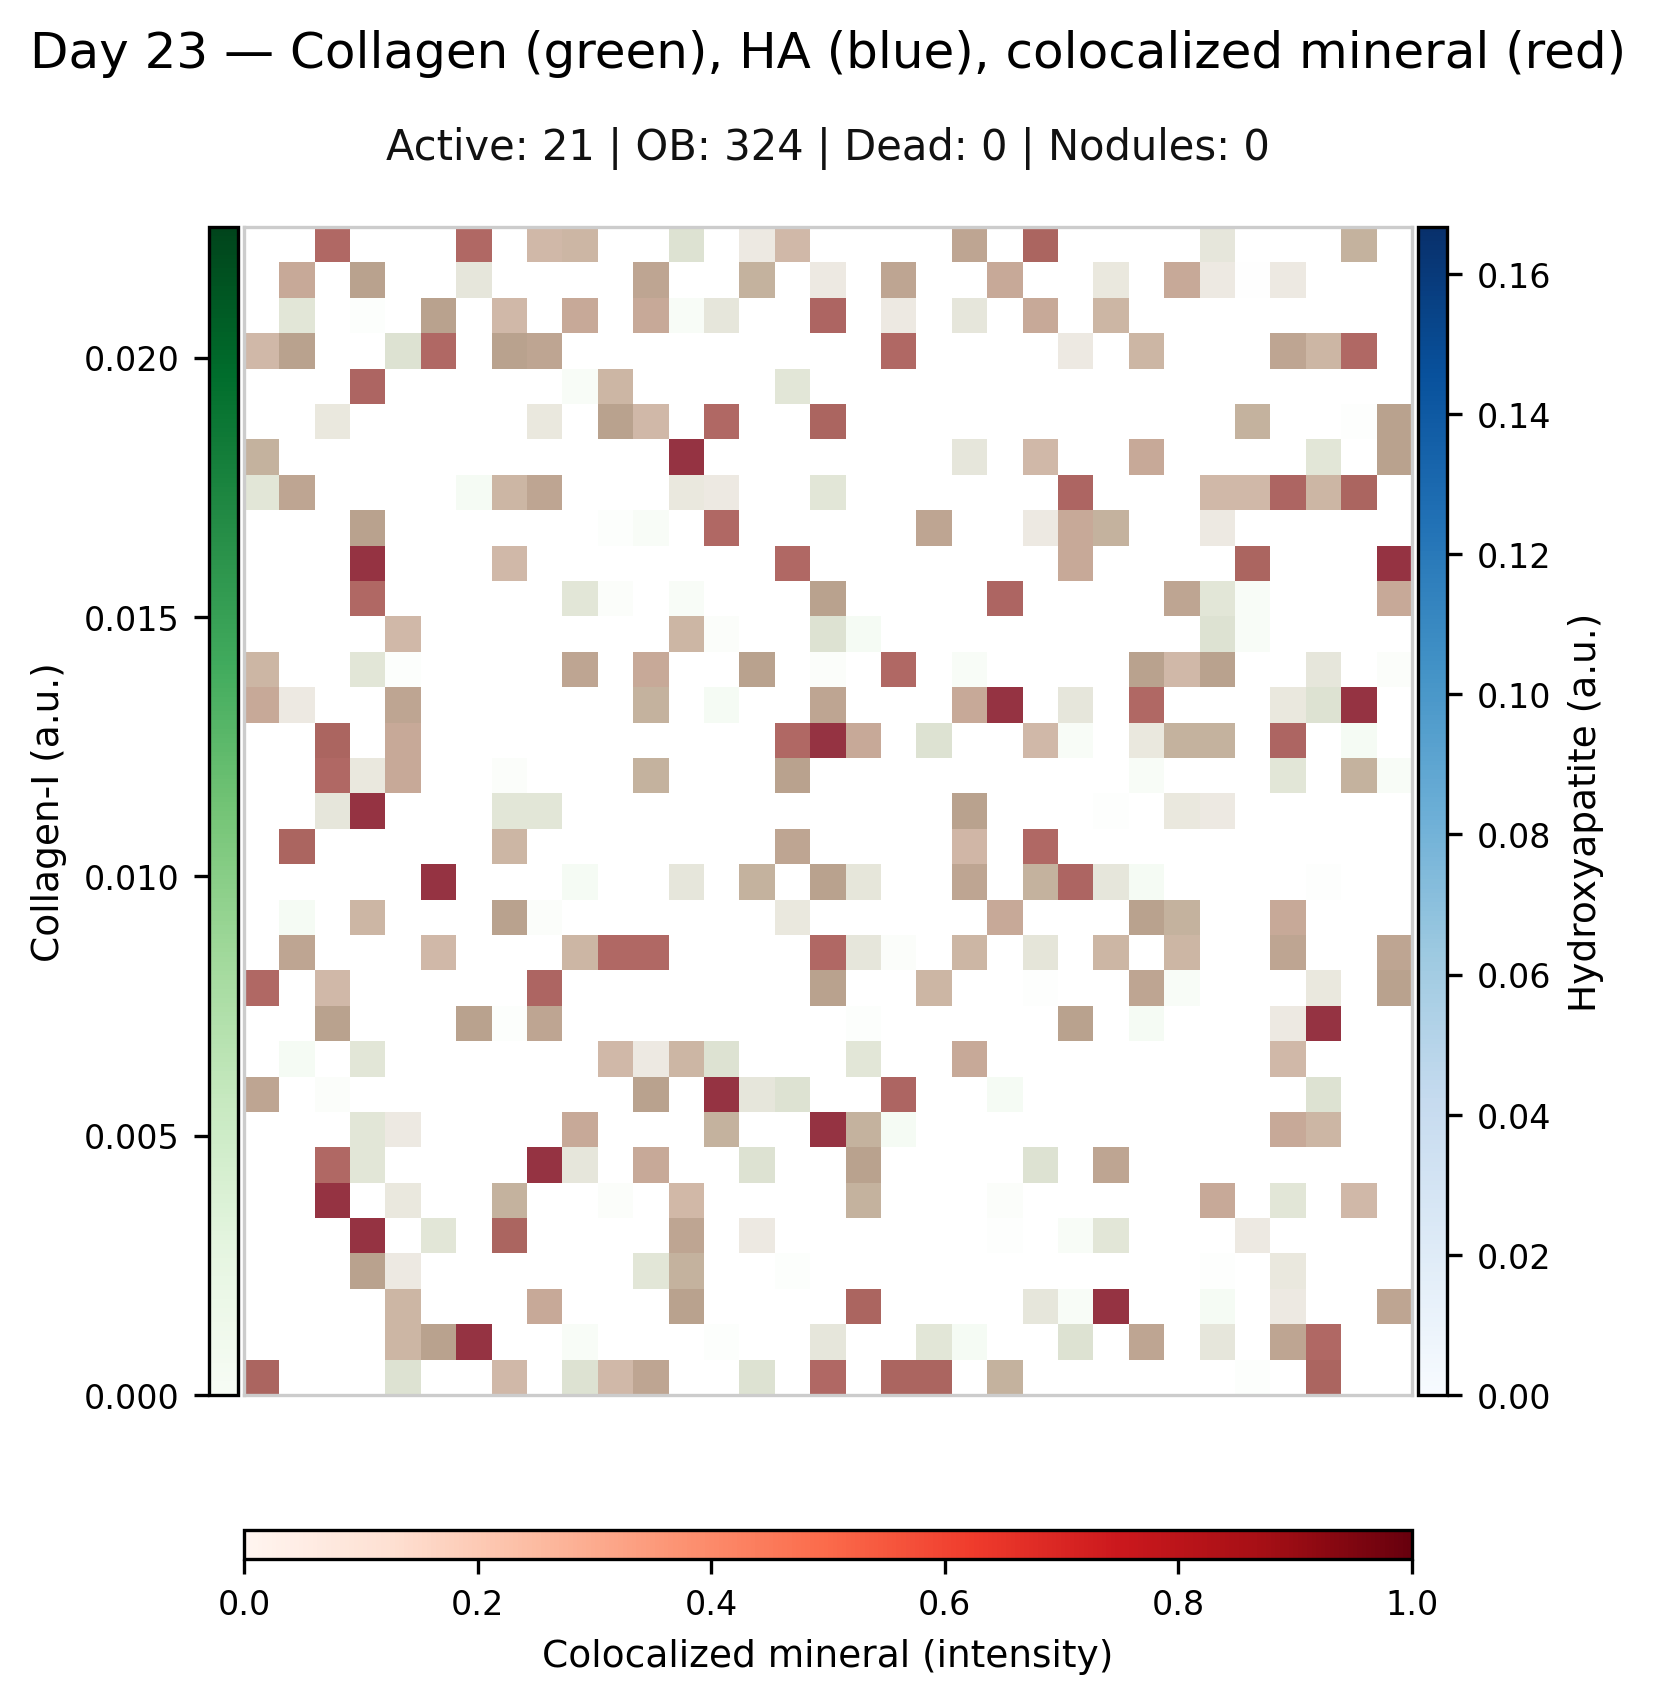 Day 23 — Collagen (green), HA (blue), colocalized mineral (red)
Active: 21 | OB: 324 | Dead: 0 | Nodules: 0
0.020
0.015
0.010
0.005
0.000
Collagen-I (a.u.)
0.16
0.14
0.12
0.10
0.08
0.06
0.04
0.02
0.00
Hydroxyapatite (a.u.)
0.0 0.2 0.4 0.6 0.8 1.0
Colocalized mineral (intensity)